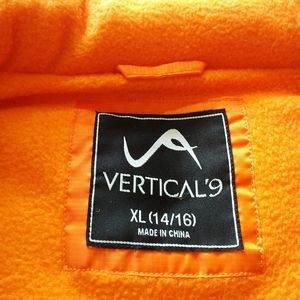 VERTICAL'9
XL (14/16)
MADE IN CHINA